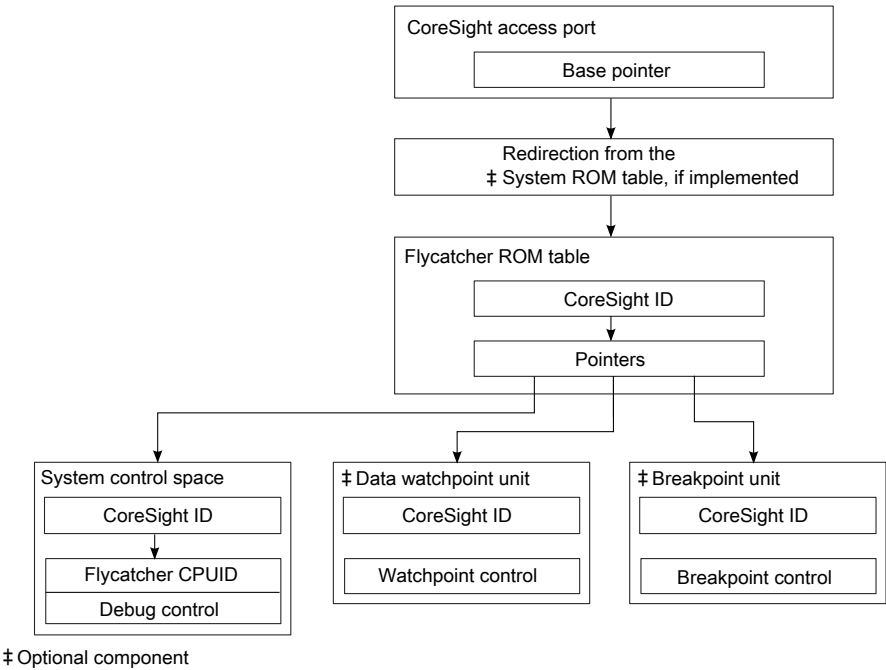 CoreSight access port
Base pointer
Redirection from the
‡ System ROM table, if implemented
Flycatcher ROM table
CoreSight ID
Pointers
System control space
CoreSight ID
Flycatcher CPUID
Debug control
‡ Data watchpoint unit
CoreSight ID
Watchpoint control
‡ Breakpoint unit
CoreSight ID
Breakpoint control
‡ Optional component